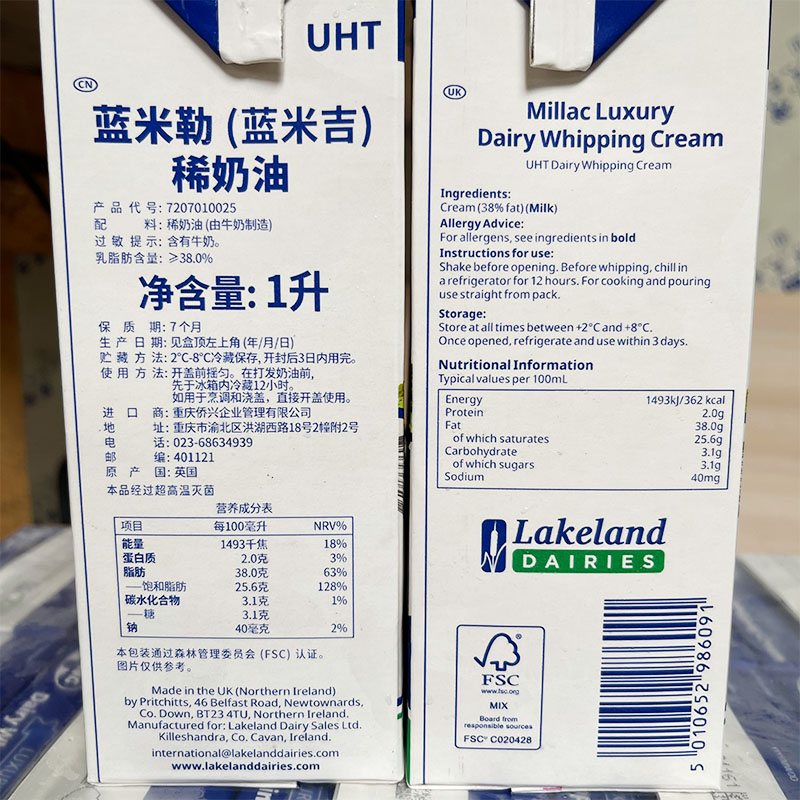 UHT
CN
蓝米勒 (蓝米吉)
稀奶油
产品代号: 7207010025
配 料: 稀奶油 (由牛奶制造)
过敏提示: 含有牛奶。
乳脂肪含量: ≥38.0%
净含量: 1升
保质期: 7个月
生产日期: 见盒顶左上角 (年/月/日)
贮藏方法: 2°C-8°C冷藏保存, 开封后3日内用完。
使用方法: 开盖前摇匀。在打发奶油前,
先于冰箱内冷藏12小时。
如用于烹调和浇盖, 直接开盖使用。
进口商: 重庆侨兴企业管理有限公司
地 址: 重庆市渝北区洪湖西路18号2幢附2号
电 话: 023-68634939
邮 编: 401121
原产国: 英国
本品经过超高温灭菌
营养成分表
项目 每100毫升 NRV%
能量 1493千焦 18%
蛋白质 2.0克 3%
脂肪 38.0克 63%
—饱和脂肪 25.6克 128%
碳水化合物 3.1克 1%
—糖 3.1克
钠 40毫克 2%
本包装通过森林管理委员会 (FSC) 认证。
图片仅供参考。
Made in the UK (Northern Ireland)
by Pritchitts, 46 Belfast Road, Newtownards,
Co. Down, BT23 4TU, Northern Ireland.
Manufactured for: Lakeland Dairy Sales Ltd.
Killeshandra, Co. Cavan, Ireland.
international@lakelanddairies.com
www.lakelanddairies.com
UK
Millac Luxury
Dairy Whipping Cream
UHT Dairy Whipping Cream
Ingredients:
Cream (38% fat) (Milk)
Allergy Advice:
For allergens, see ingredients in bold
Instructions for use:
Shake before opening. Before whipping, chill in
a refrigerator for 12 hours. For cooking and pouring
use straight from pack.
Storage:
Store at all times between +2°C and +8°C.
Once opened, refrigerate and use within 3 days.
Nutritional Information
Typical values per 100mL
Energy 1493kJ/362 kcal
Protein 2.0g
Fat 38.0g
of which saturates 25.6g
Carbohydrate 3.1g
of which sugars 3.1g
Sodium 40mg
Lakeland
DAIRIES
FSC
www.fsc.org
MIX
Board from
responsible sources
FSC® C020428
5 010652 986091